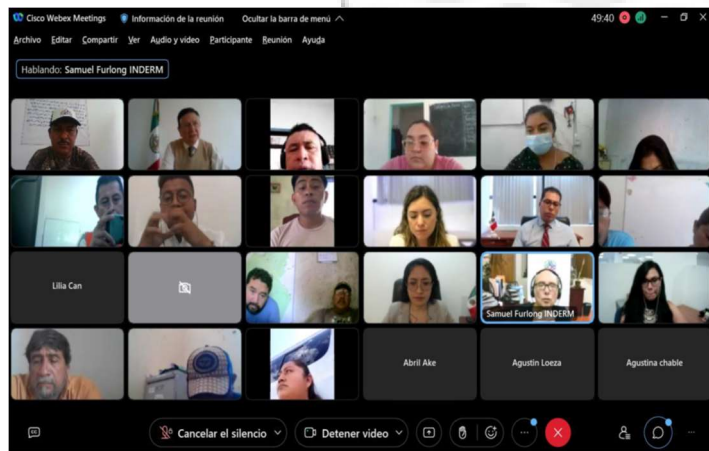 Cisco Webex Meetings Información de la reunión Ocultar la barra de menú 49:40
Archivo Editar Compartir Ver Audio y video Participante Reunión Ayuda
Hablando: Samuel Furlong INDERM
Lilia Can
Samuel Furlong INDERM
Abril Ake
Agustin Loeza
Agustina chable
Cancelar el silencio
Detener video